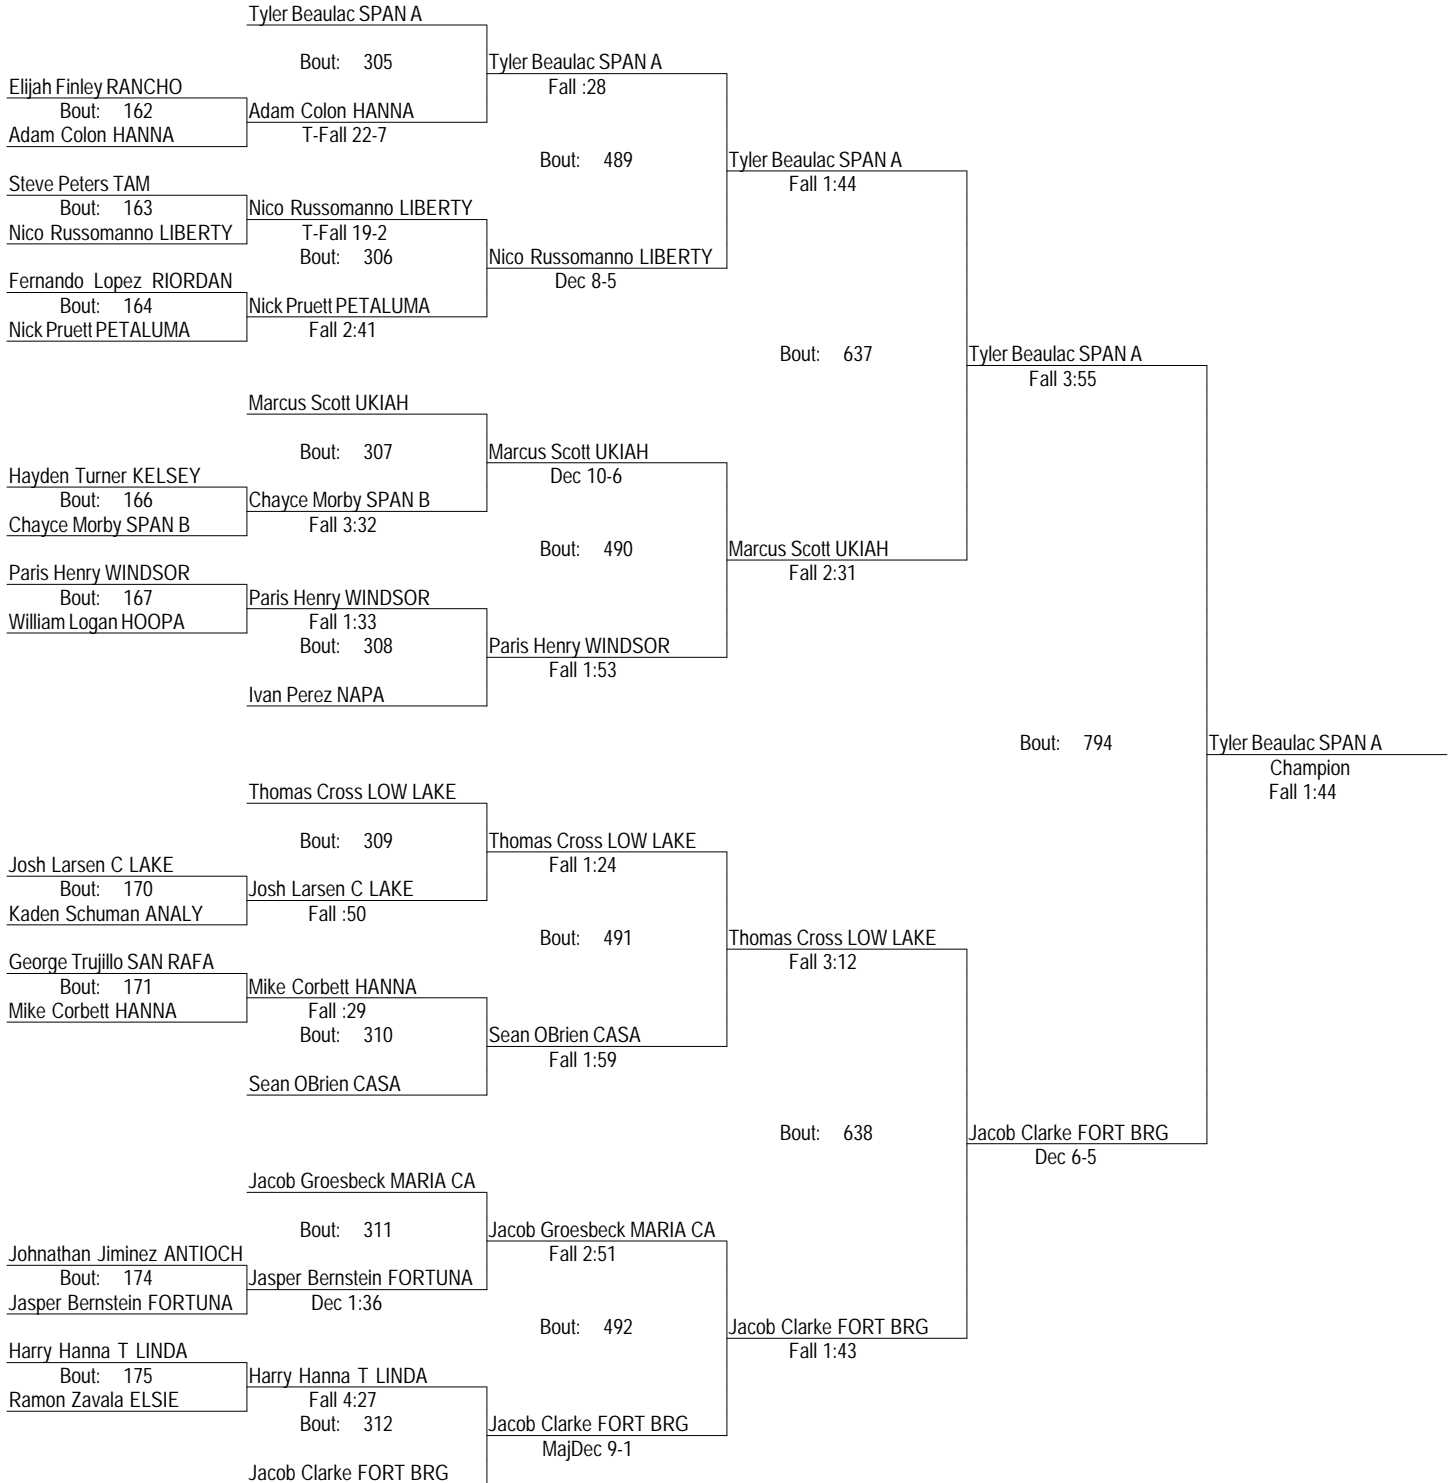 Tyler Beaulac SPAN A
Bout: 305
Tyler Beaulac SPAN A
Elijah Finley RANCHO
Fall :28
Bout: 162
Adam Colon HANNA
Adam Colon HANNA
T-Fall 22-7
Bout: 489
Tyler Beaulac SPAN A
Steve Peters TAM
Fall 1:44
Bout: 163
Nico Russomanno LIBERTY
Nico Russomanno LIBERTY
T-Fall 19-2
Bout: 306
Nico Russomanno LIBERTY
Fernando Lopez RIORDAN
Dec 8-5
Bout: 164
Nick Pruett PETALUMA
Nick Pruett PETALUMA
Fall 2:41
Bout: 637
Tyler Beaulac SPAN A
Fall 3:55
Marcus Scott UKIAH
Bout: 307
Marcus Scott UKIAH
Hayden Turner KELSEY
Dec 10-6
Bout: 166
Chayce Morby SPAN B
Chayce Morby SPAN B
Fall 3:32
Bout: 490
Marcus Scott UKIAH
Paris Henry WINDSOR
Fall 2:31
Bout: 167
Paris Henry WINDSOR
William Logan HOOPA
Fall 1:33
Bout: 308
Paris Henry WINDSOR
Fall 1:53
Ivan Perez NAPA
Bout: 794
Tyler Beaulac SPAN A
Champion
Fall 1:44
Thomas Cross LOW LAKE
Bout: 309
Thomas Cross LOW LAKE
Josh Larsen C LAKE
Fall 1:24
Bout: 170
Josh Larsen C LAKE
Kaden Schuman ANALY
Fall :50
Bout: 491
Thomas Cross LOW LAKE
George Trujillo SAN RAFA
Fall 3:12
Bout: 171
Mike Corbett HANNA
Mike Corbett HANNA
Fall :29
Bout: 310
Sean OBrien CASA
Fall 1:59
Sean OBrien CASA
Bout: 638
Jacob Clarke FORT BRG
Dec 6-5
Jacob Groesbeck MARIA CA
Bout: 311
Jacob Groesbeck MARIA CA
Johnathan Jiminez ANTIOCH
Fall 2:51
Bout: 174
Jasper Bernstein FORTUNA
Jasper Bernstein FORTUNA
Dec 1:36
Bout: 492
Jacob Clarke FORT BRG
Harry Hanna T LINDA
Fall 1:43
Bout: 175
Harry Hanna T LINDA
Ramon Zavala ELSIE
Fall 4:27
Bout: 312
Jacob Clarke FORT BRG
MajDec 9-1
Jacob Clarke FORT BRG